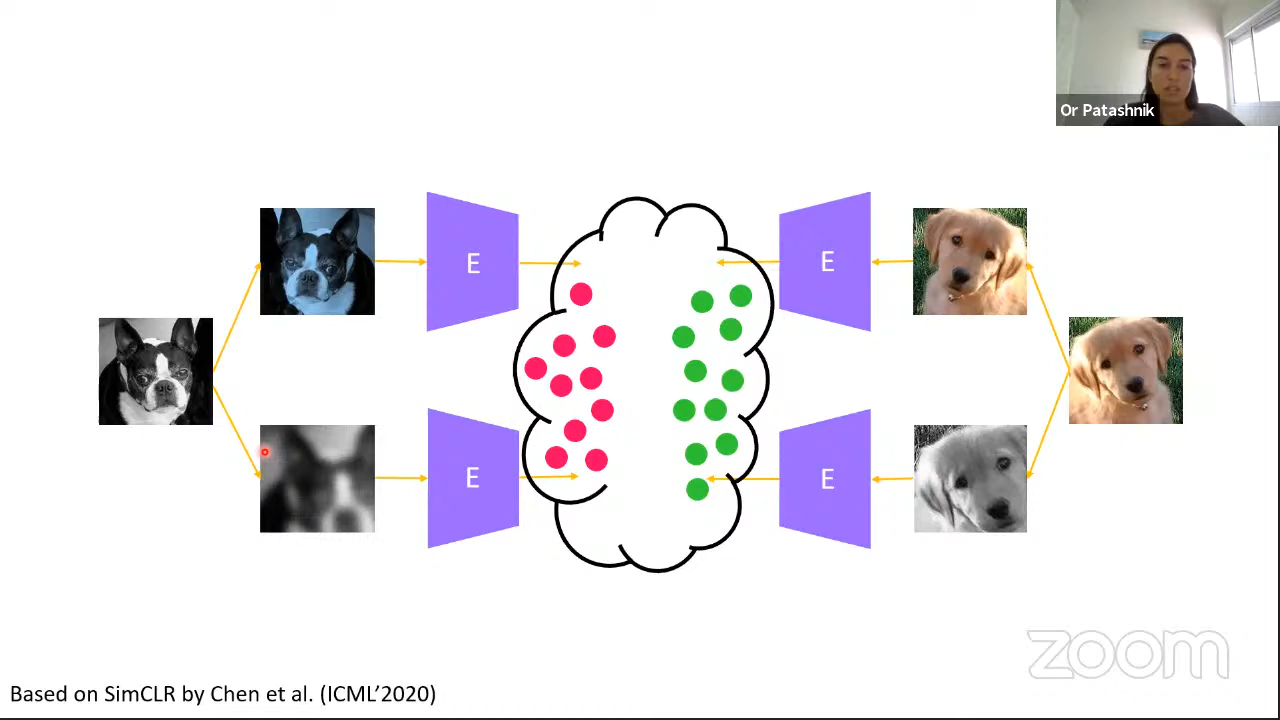 Or Patashnik
E
E
E
E
zoom
Based on SimCLR by Chen et al. (ICML’2020)